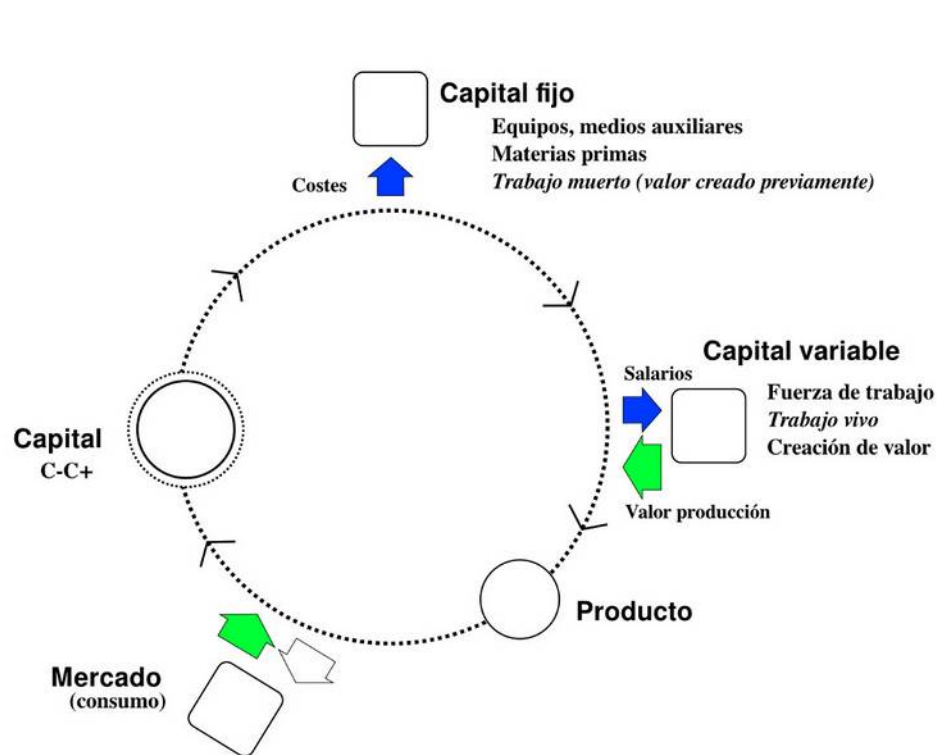 Capital fijo
Equipos, medios auxiliares
Materias primas
Trabajo muerto (valor creado previamente)
Costes
Capital variable
Salarios
Fuerza de trabajo
Trabajo vivo
Creación de valor
Valor producción
Capital
C-C+
Producto
Mercado
(consumo)